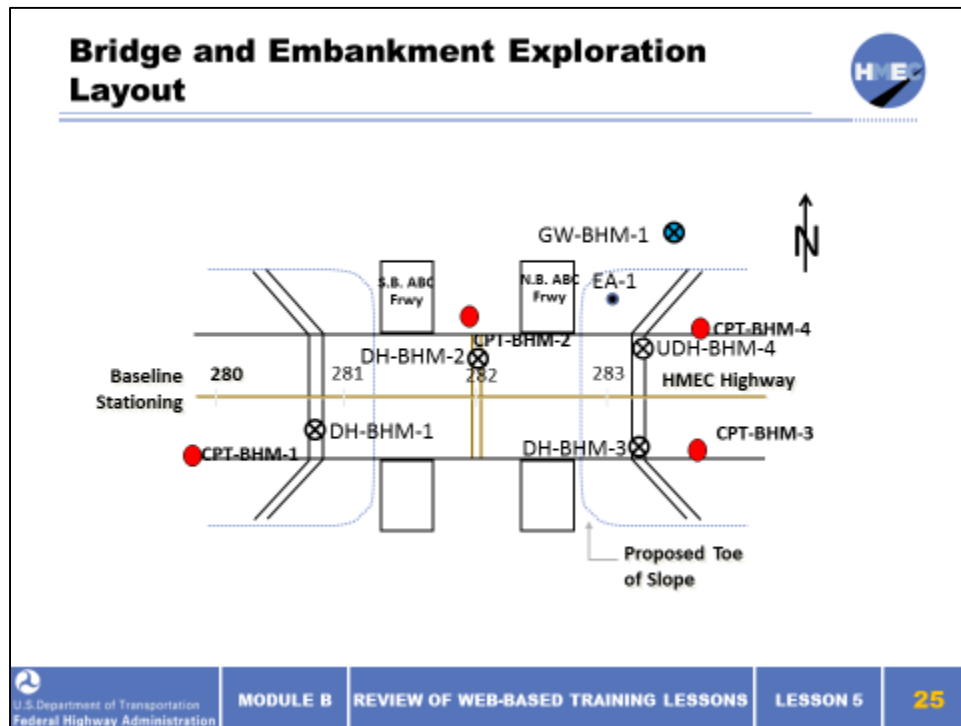 Bridge and Embankment Exploration
Layout
HMEC
GW-BHM-1
N
S.B. ABC
Frwy
N.B. ABC
Frwy
EA-1
CPT-BHM-2
CPT-BHM-4
DH-BHM-2
UDH-BHM-4
Baseline
Stationing
280
281
282
283
HMEC Highway
DH-BHM-1
CPT-BHM-1
DH-BHM-3
CPT-BHM-3
Proposed Toe
of Slope
U.S.Department of Transportation
Federal Highway Administration
MODULE B
REVIEW OF WEB-BASED TRAINING LESSONS
LESSON 5
25